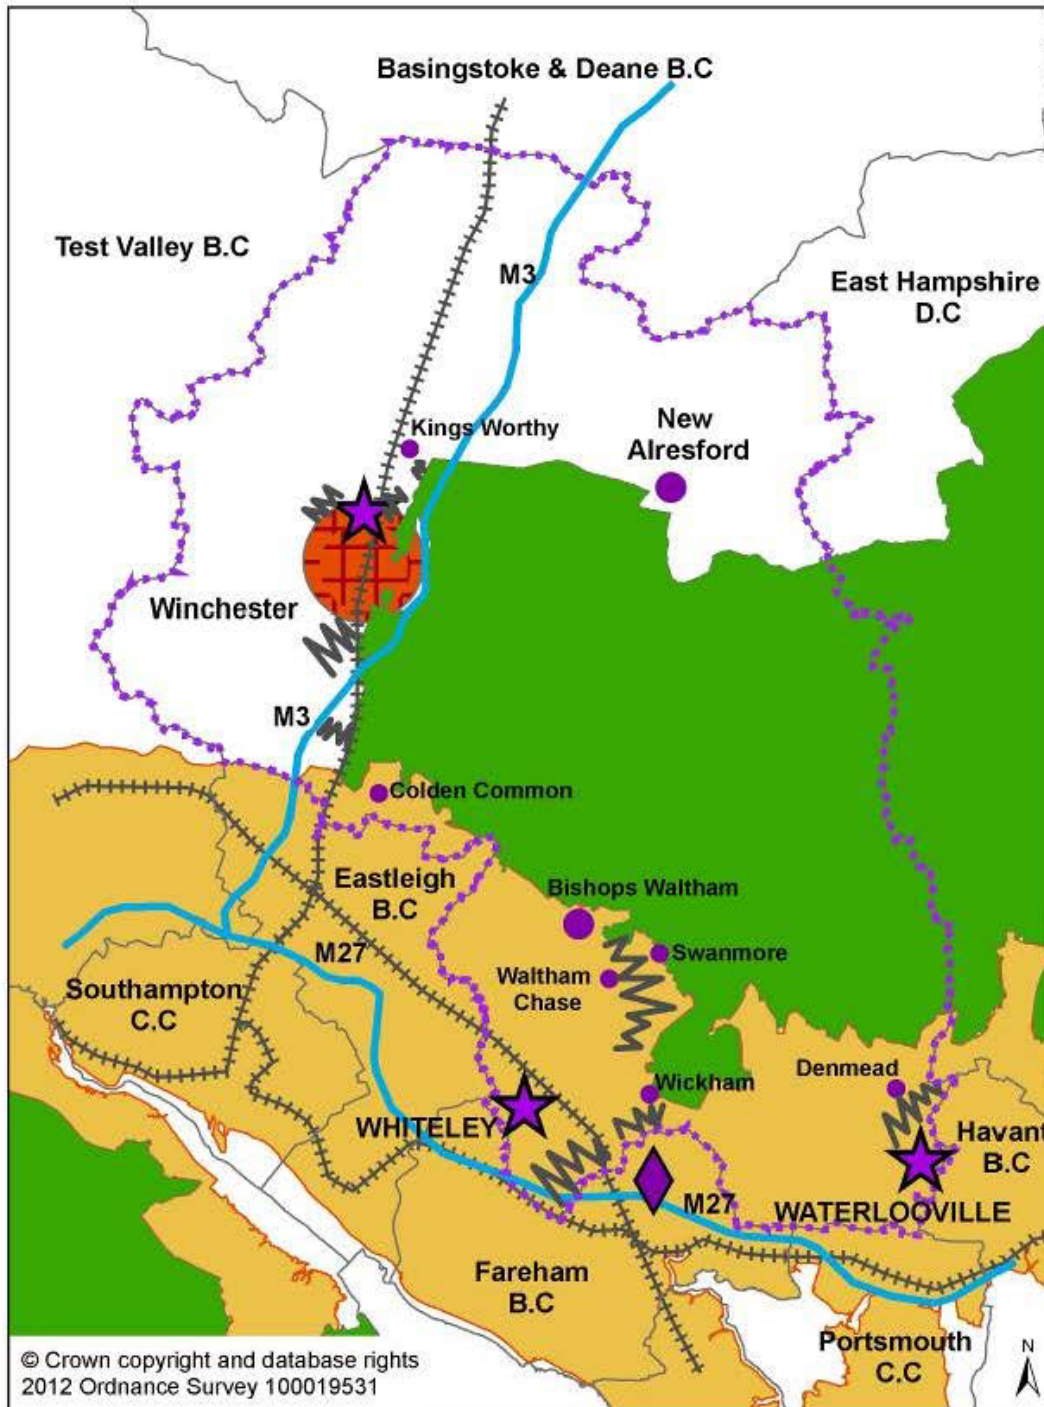 Basingstoke & Deane B.C
Test Valley B.C
M3
East Hampshire
D.C
Kings Worthy
New
Alresford
Winchester
M3
Colden Common
Eastleigh
B.C
Bishops Waltham
M27
Swanmore
Waltham
Chase
Southampton
C.C
Wickham
Denmead
WHITELEY
Havant
B.C
M27
WATERLOOVILLE
Fareham
B.C
Portsmouth
C.C
N
© Crown copyright and database rights
2012 Ordnance Survey 100019531